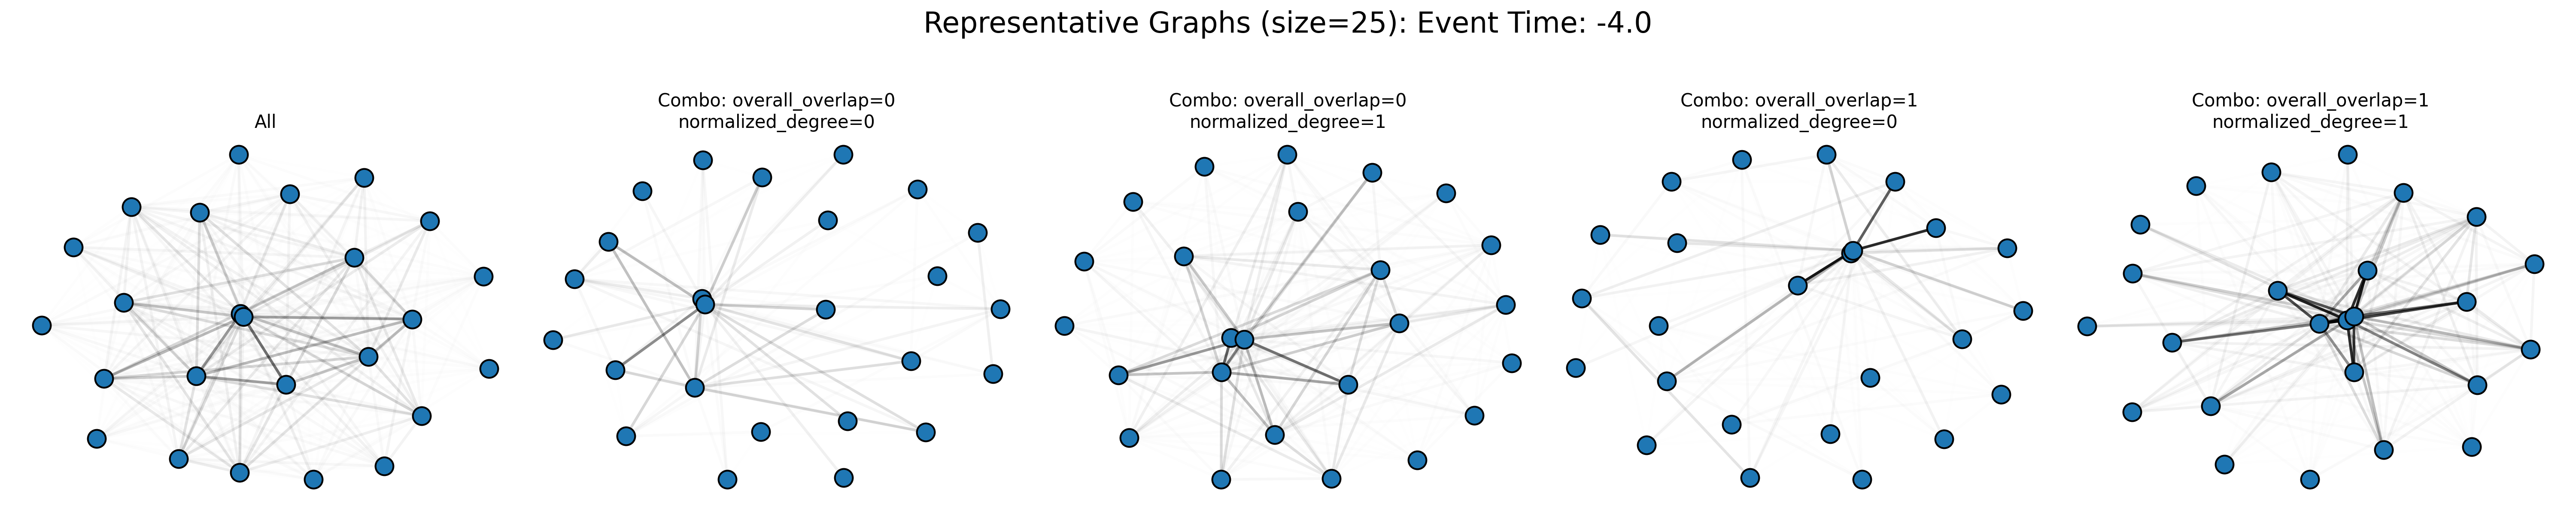 Representative Graphs (size=25): Event Time: -4.0
All
Combo: overall_overlap=0
normalized_degree=0
Combo: overall_overlap=0
normalized_degree=1
Combo: overall_overlap=1
normalized_degree=0
Combo: overall_overlap=1
normalized_degree=1